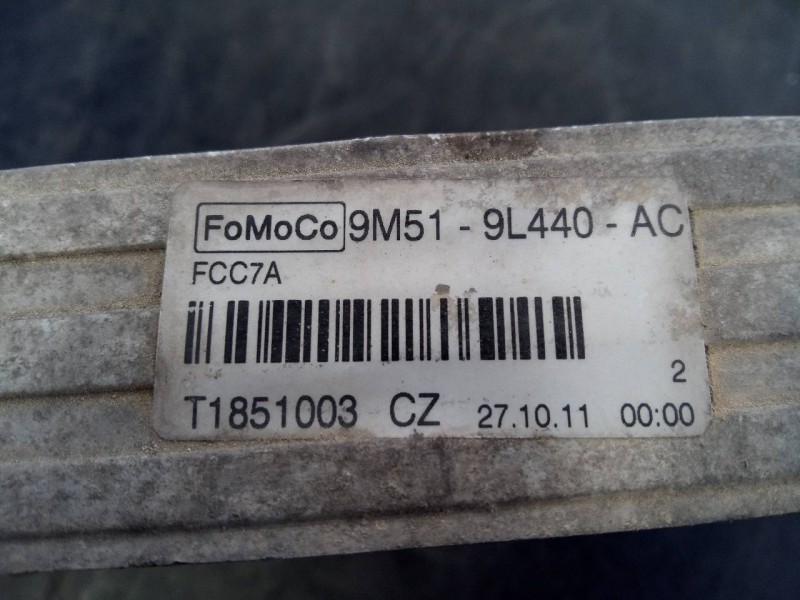 FoMoCo 9M51 - 9L440 - AC
FCC7A
2
T1851003 CZ 27.10.11 00:00